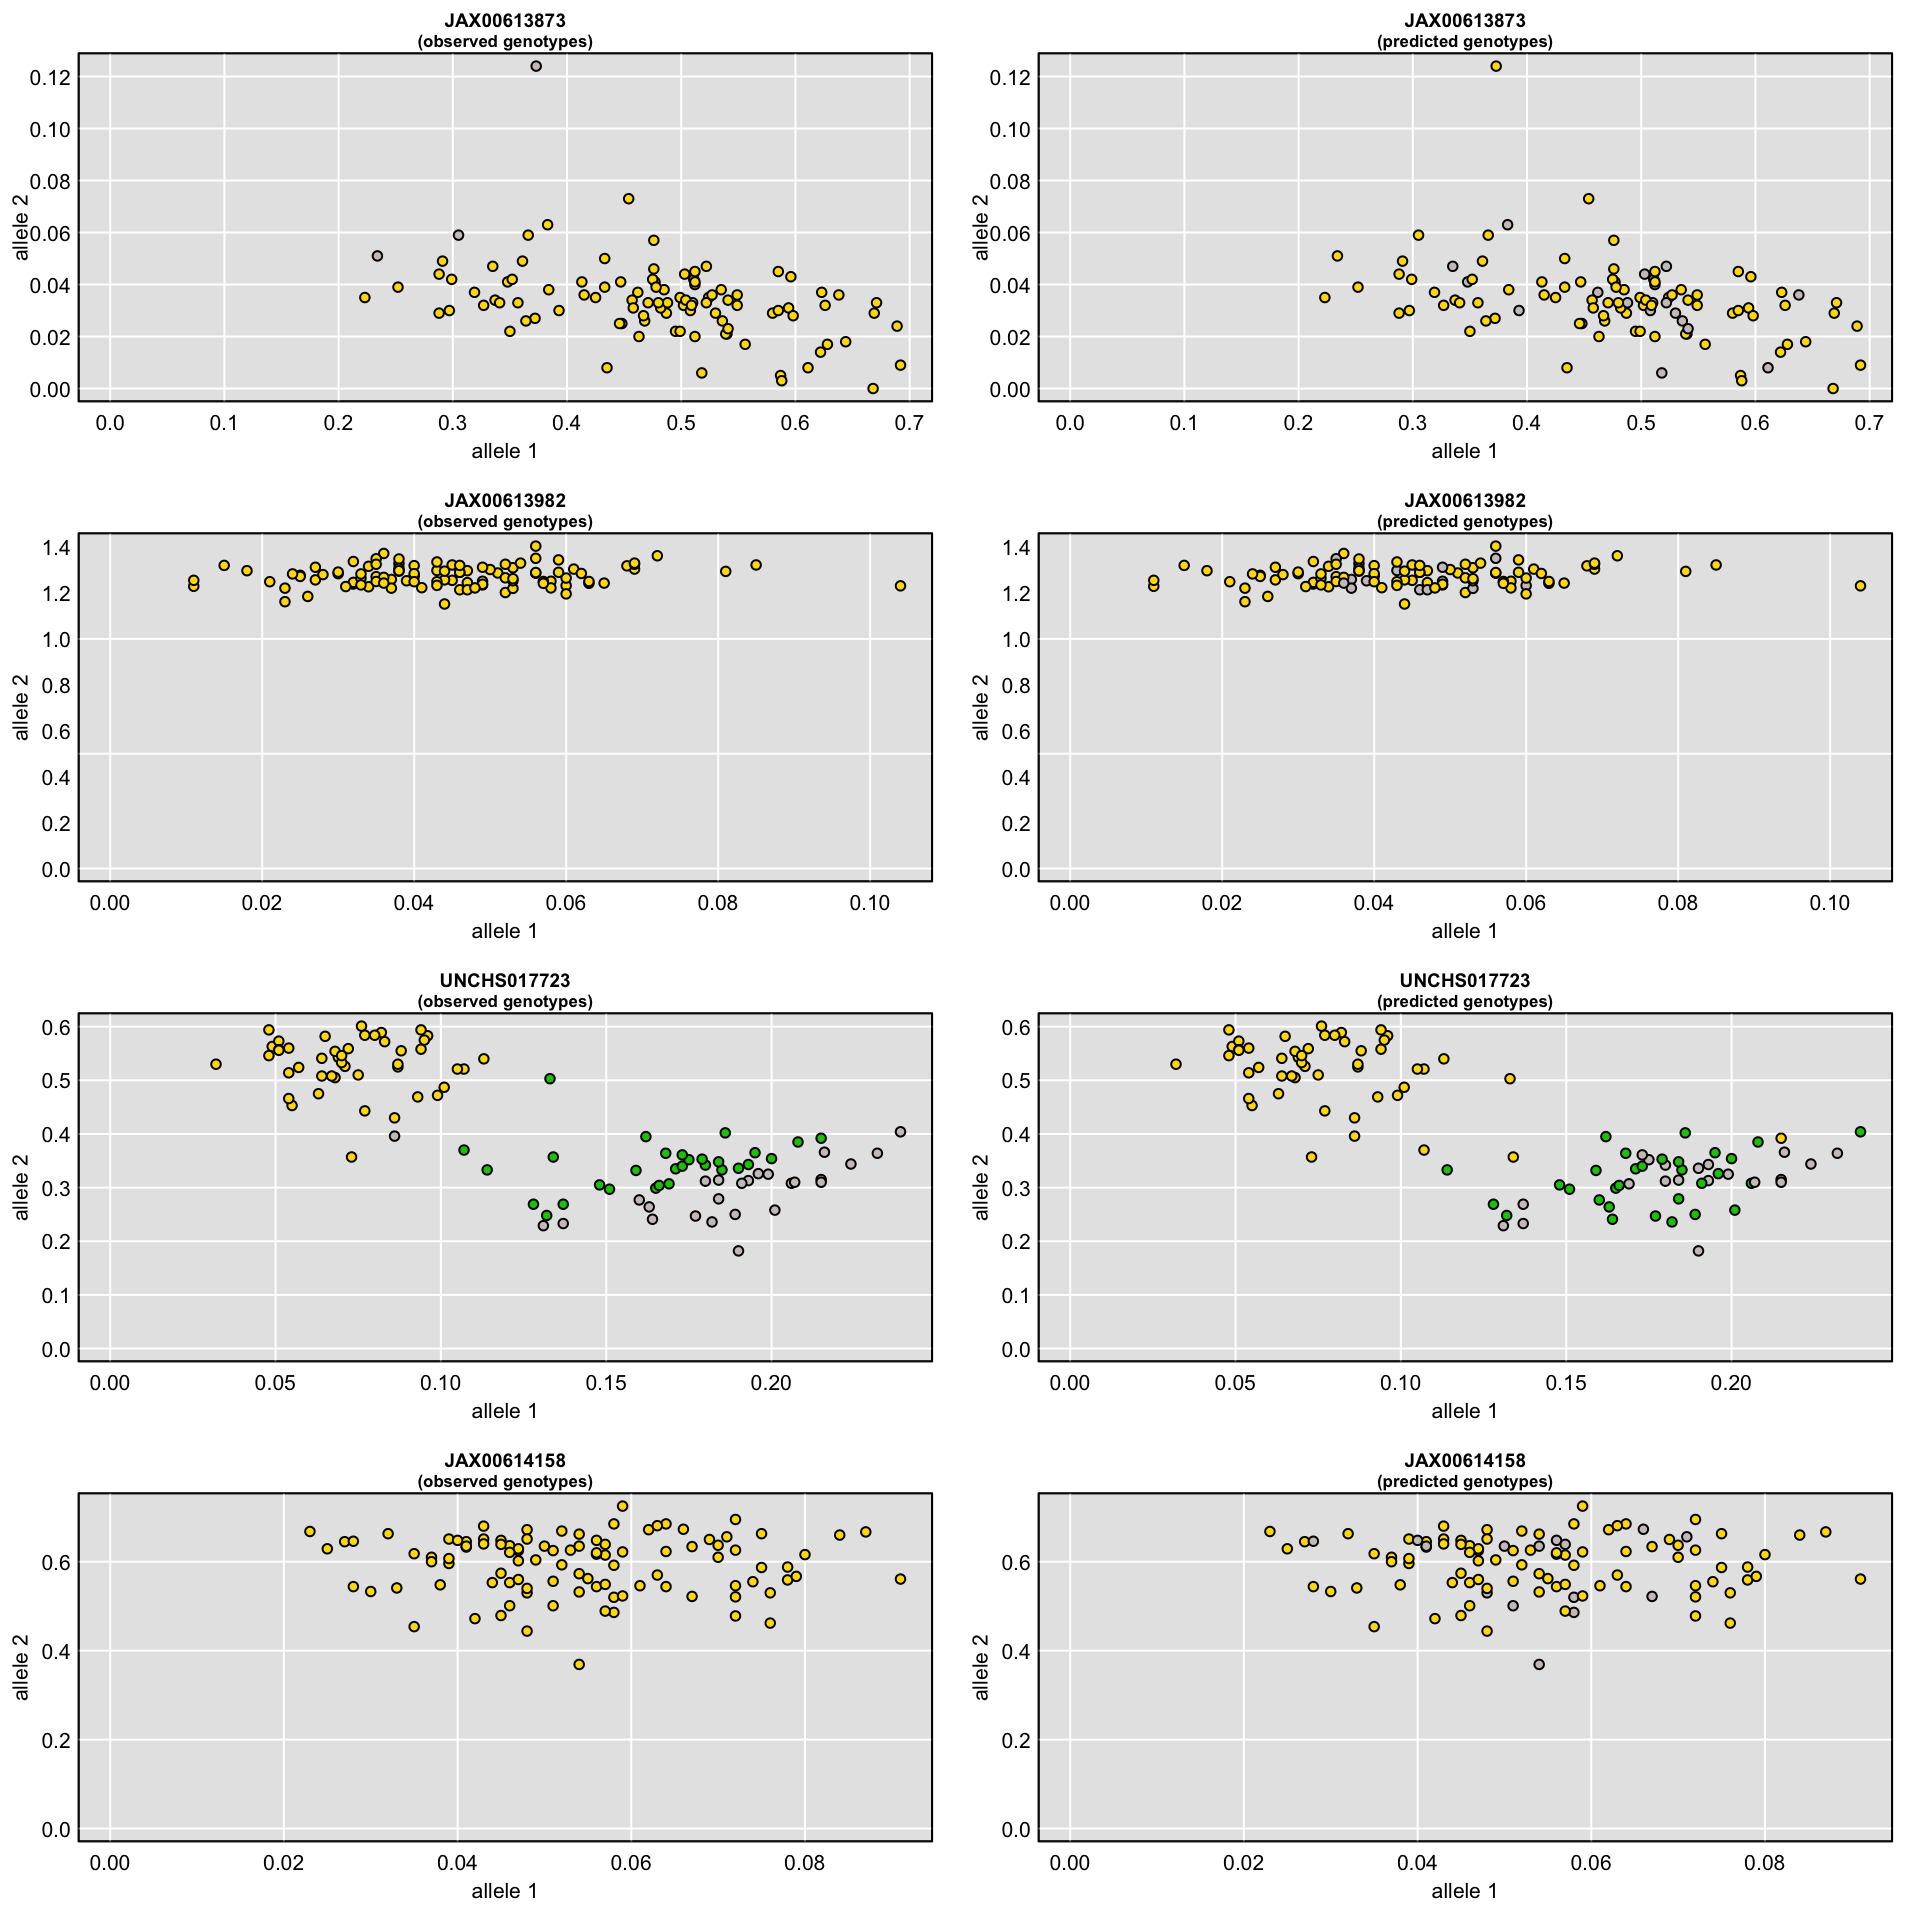 JAX00613873
(observed genotypes)
0.12
0.10
0.08
0.06
0.04
0.02
0.00
allele 2
0.0 0.1 0.2 0.3 0.4 0.5 0.6 0.7
allele 1
JAX00613873
(predicted genotypes)
0.12
0.10
0.08
0.06
0.04
0.02
0.00
allele 2
0.0 0.1 0.2 0.3 0.4 0.5 0.6 0.7
allele 1
JAX00613982
(observed genotypes)
1.4
1.2
1.0
0.8
0.6
0.4
0.2
0.0
allele 2
0.00 0.02 0.04 0.06 0.08 0.10
allele 1
JAX00613982
(predicted genotypes)
1.4
1.2
1.0
0.8
0.6
0.4
0.2
0.0
allele 2
0.00 0.02 0.04 0.06 0.08 0.10
allele 1
UNCHS017723
(observed genotypes)
0.6
0.5
0.4
0.3
0.2
0.1
0.0
allele 2
0.00 0.05 0.10 0.15 0.20
allele 1
UNCHS017723
(predicted genotypes)
0.6
0.5
0.4
0.3
0.2
0.1
0.0
allele 2
0.00 0.05 0.10 0.15 0.20
allele 1
JAX00614158
(observed genotypes)
0.6
0.4
0.2
0.0
allele 2
0.00 0.02 0.04 0.06 0.08
allele 1
JAX00614158
(predicted genotypes)
0.6
0.4
0.2
0.0
allele 2
0.00 0.02 0.04 0.06 0.08
allele 1